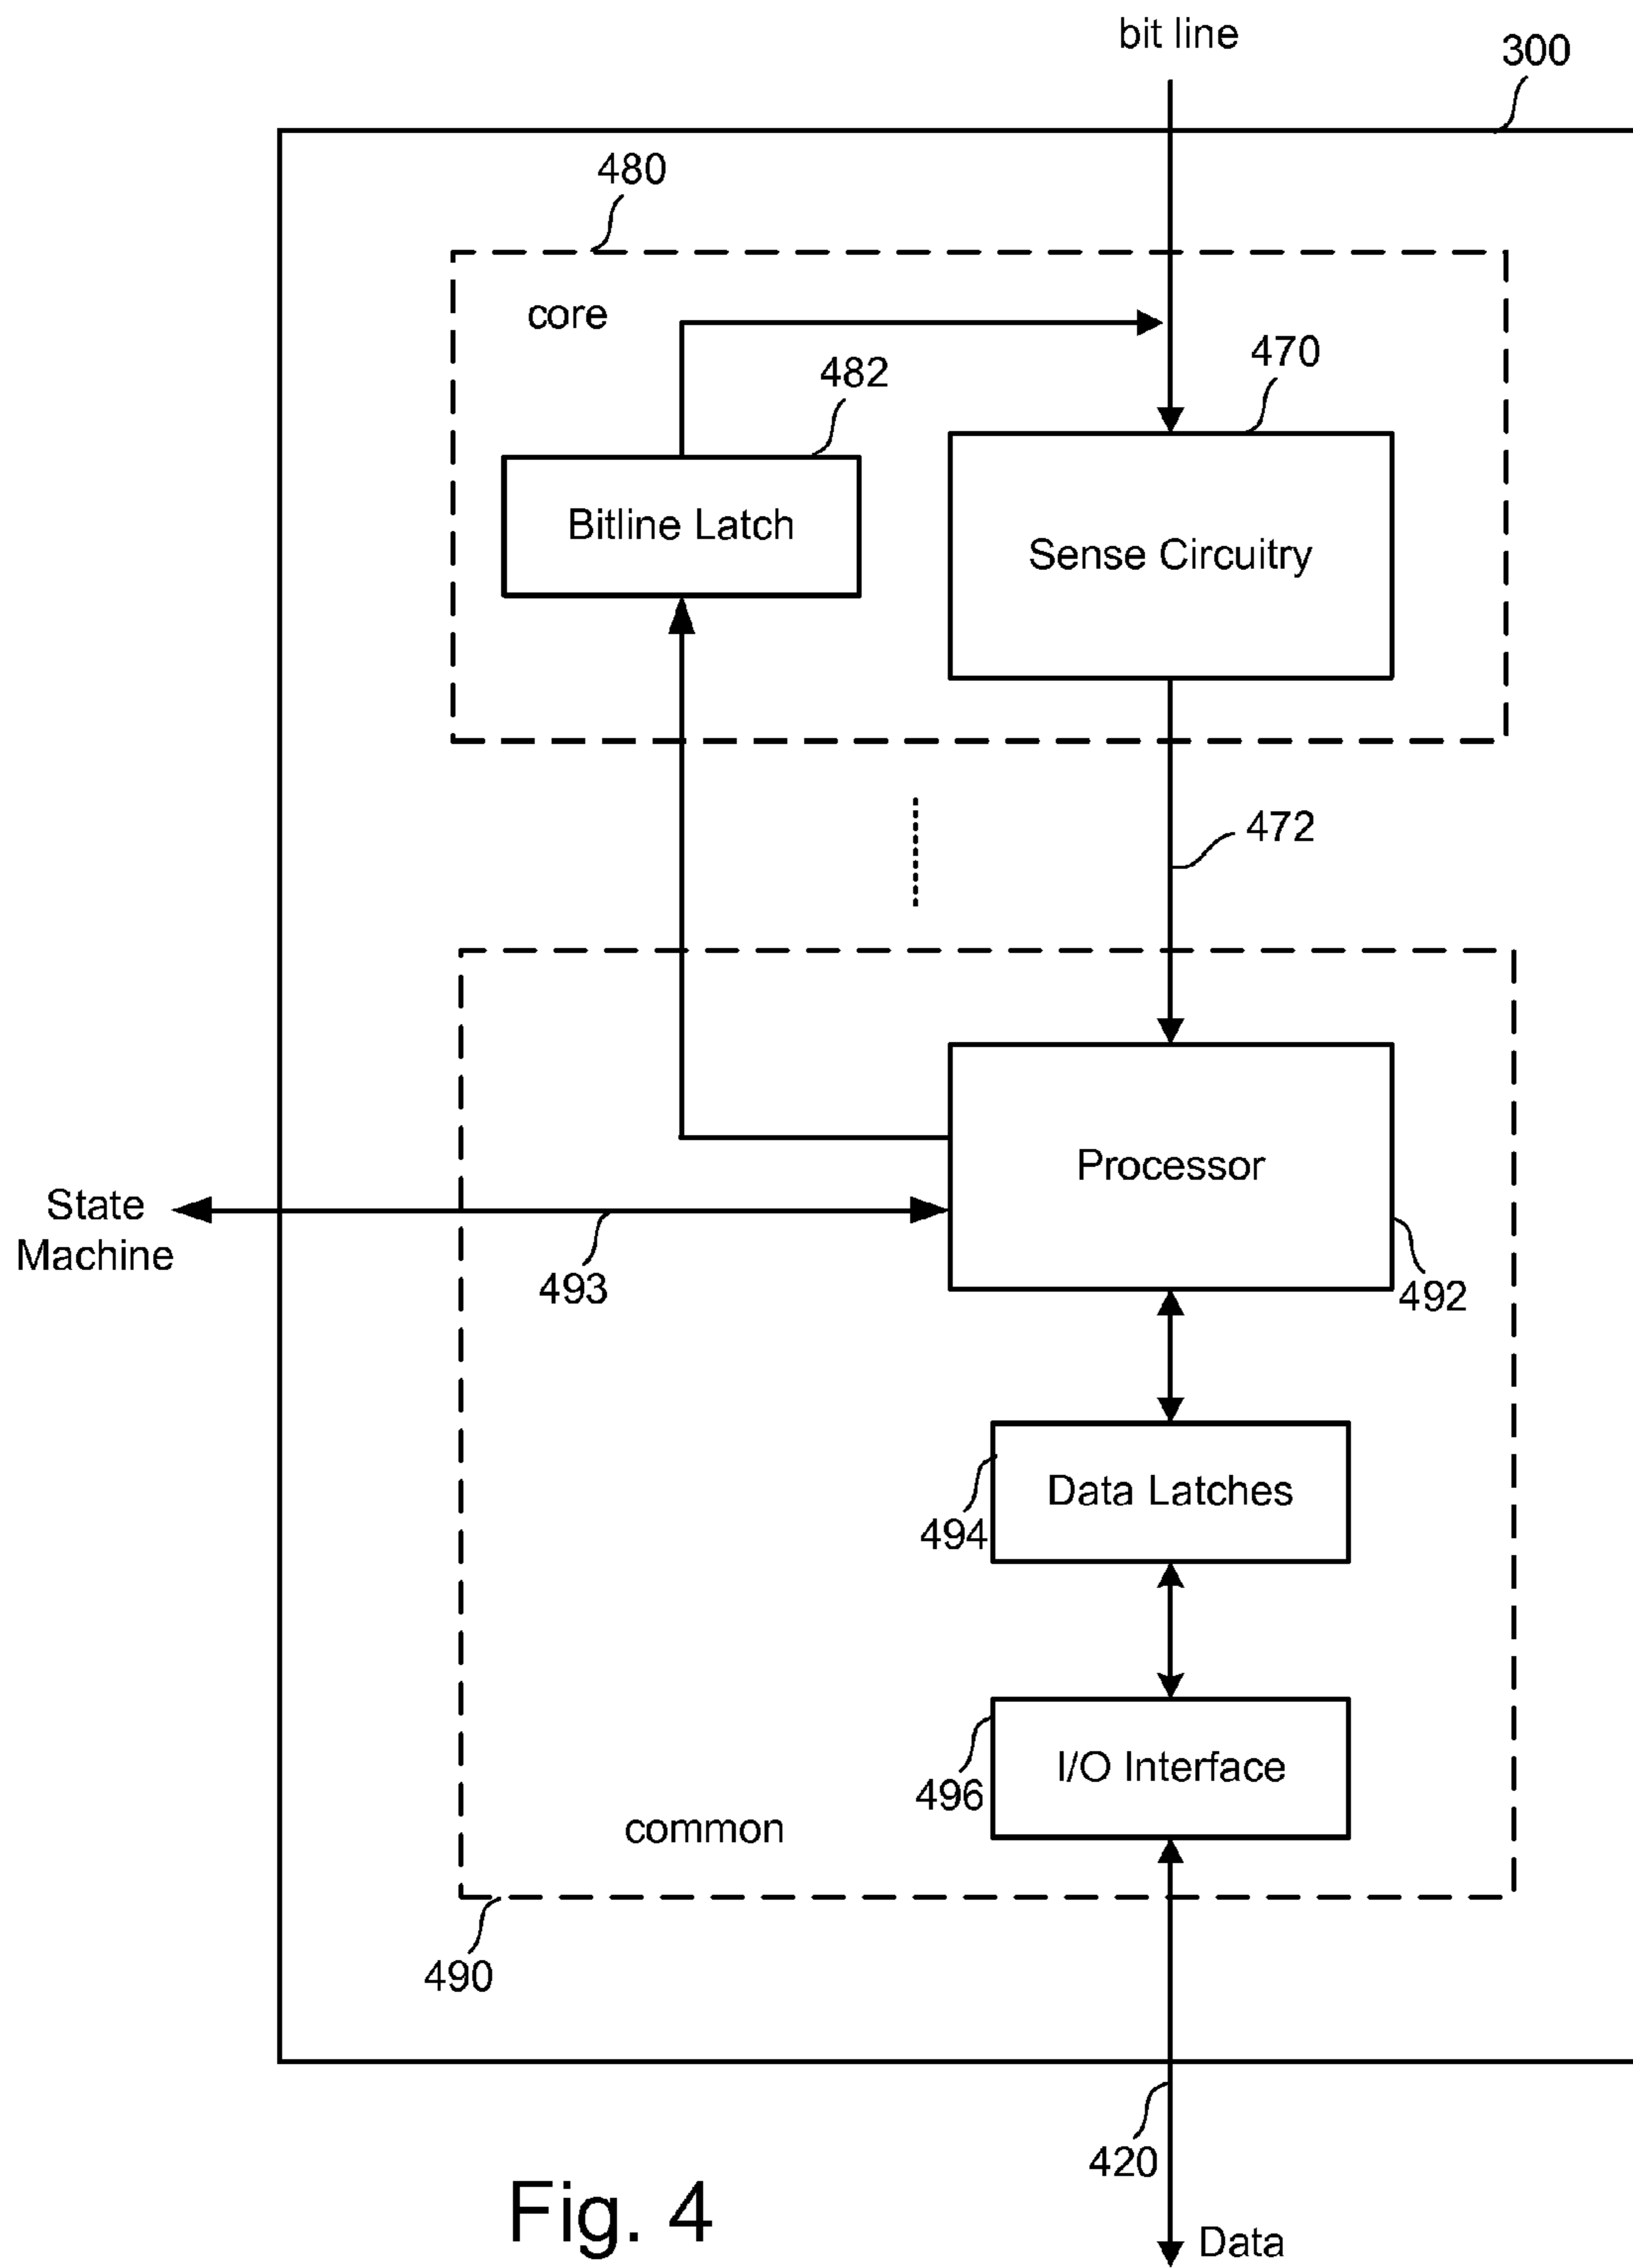 bit line
300
480
core
470
482
Bitline Latch
Sense Circuitry
472
Processor
State
Machine
493
492
Data Latches
494
I/O Interface
496
common
490
420
Fig. 4
Data